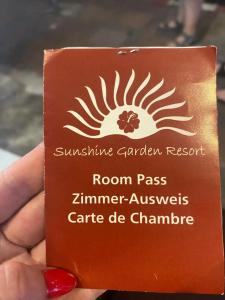 Sunshine Garden Resort
Room Pass
Zimmer-Ausweis
Carte de Chambre